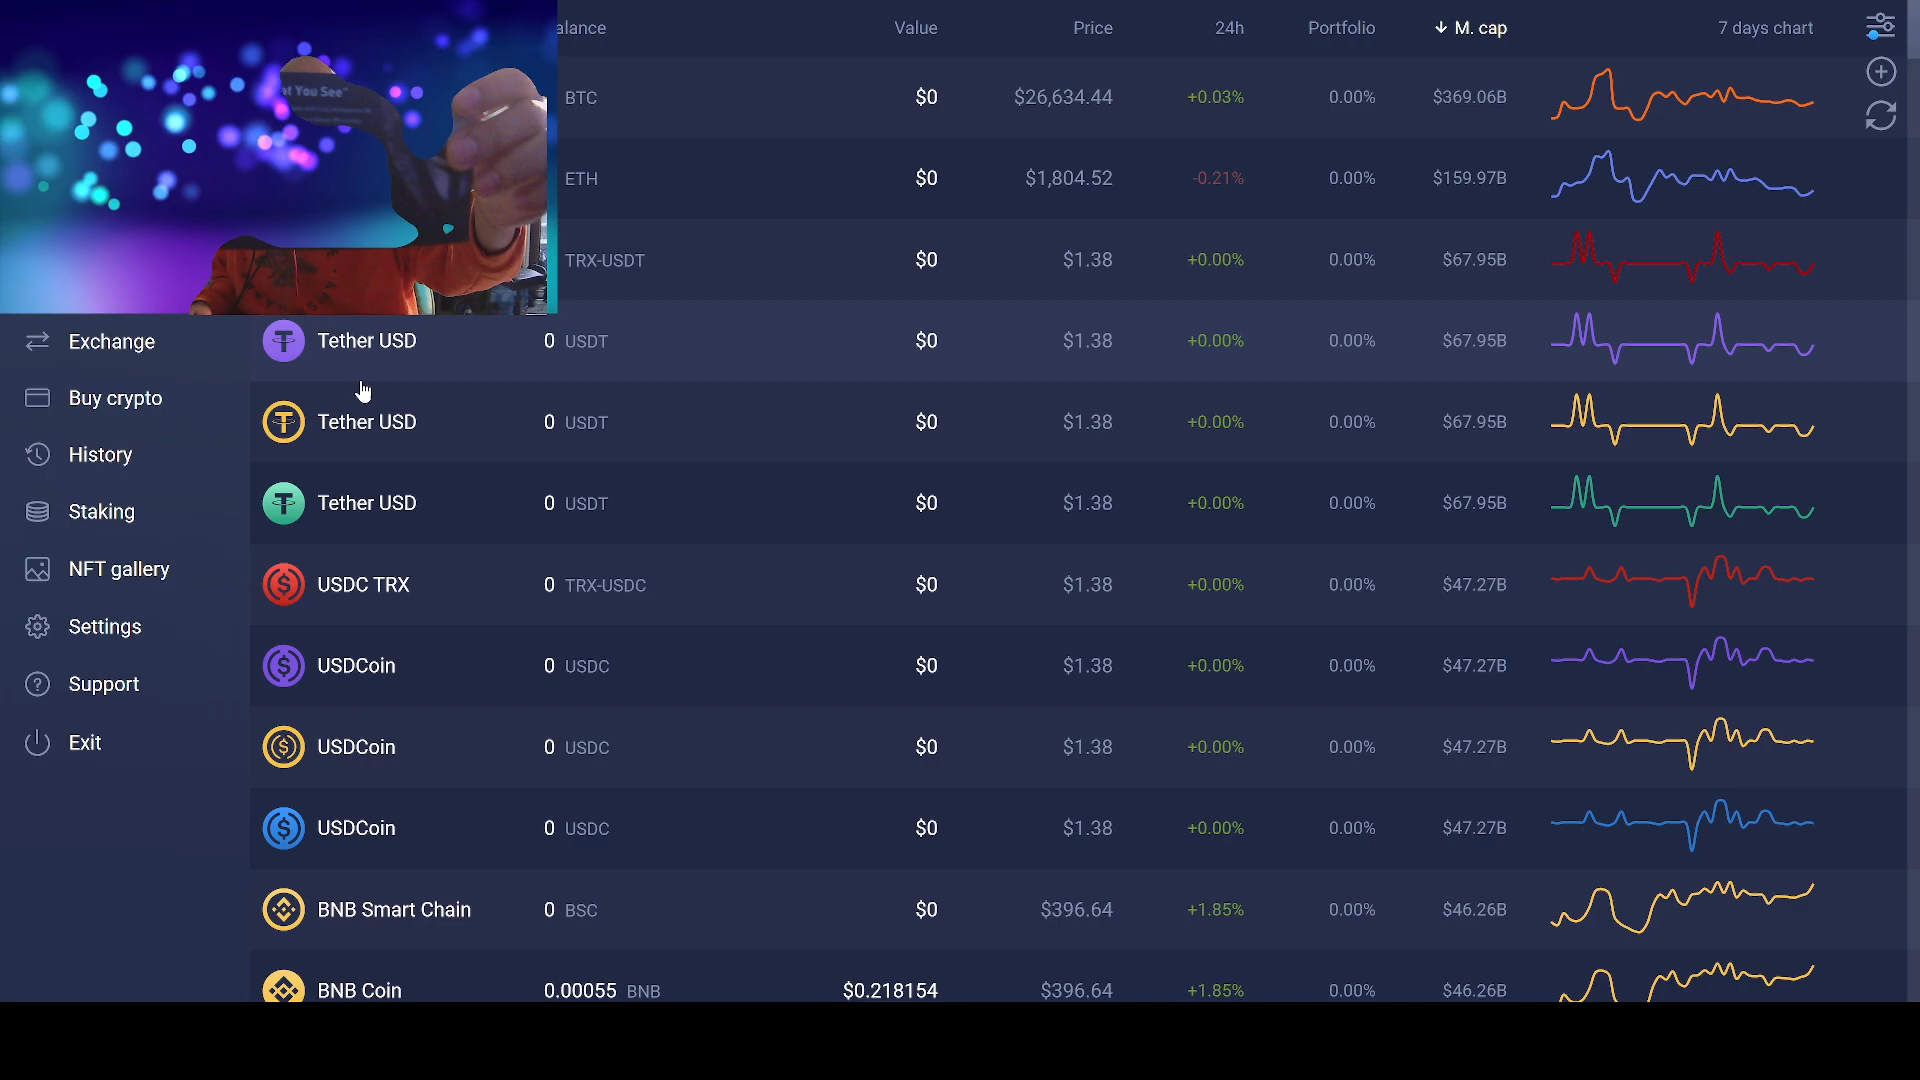 alance Value Price 24h Portfolio M. cap 7 days chart
at You See™
BTC $0 $26,634.44 +0.03% 0.00% $369.06B
ETH $0 $1,804.52 -0.21% 0.00% $159.97B
TRX-USDT $0 $1.38 +0.00% 0.00% $67.95B
Exchange
Tether USD 0 USDT $0 $1.38 +0.00% 0.00% $67.95B
Buy crypto
Tether USD 0 USDT $0 $1.38 +0.00% 0.00% $67.95B
History
Tether USD 0 USDT $0 $1.38 +0.00% 0.00% $67.95B
Staking
NFT gallery
USDC TRX 0 TRX-USDC $0 $1.38 +0.00% 0.00% $47.27B
Settings
USDCoin 0 USDC $0 $1.38 +0.00% 0.00% $47.27B
Support
USDCoin 0 USDC $0 $1.38 +0.00% 0.00% $47.27B
Exit
USDCoin 0 USDC $0 $1.38 +0.00% 0.00% $47.27B
BNB Smart Chain 0 BSC $0 $396.64 +1.85% 0.00% $46.26B
BNB Coin 0.00055 BNB $0.218154 $396.64 +1.85% 0.00% $46.26B